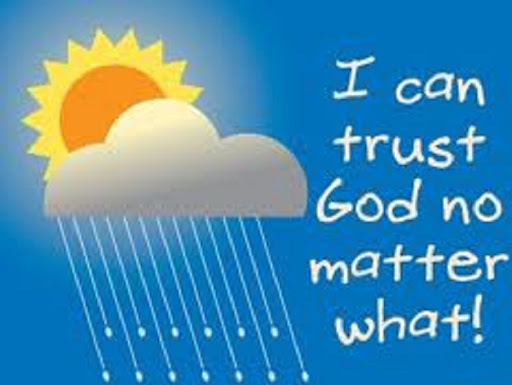 I can
trust
God no
matter
what!